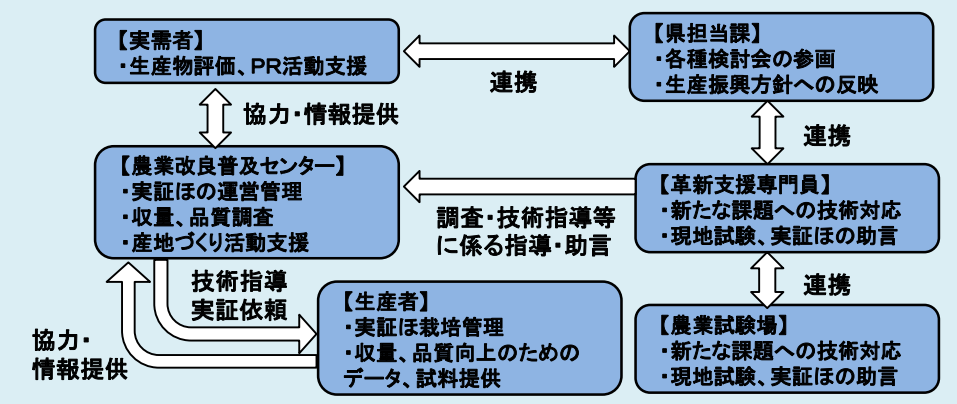 【実需者】
・生産物評価、PR活動支援
【県担当課】
・各種検討会の参画
・生産振興方針への反映
連携
協力・情報提供
連携
【農業改良普及センター】
・実証ほの運営管理
・収量、品質調査
・産地づくり活動支援
【革新支援専門員】
・新たな課題への技術対応
・現地試験、実証ほの助言
調査・技術指導等
に係る指導・助言
技術指導
実証依頼
連携
【生産者】
・実証ほ栽培管理
・収量、品質向上のための
データ、試料提供
【農業試験場】
・新たな課題への技術対応
・現地試験、実証ほの助言
協力・
情報提供